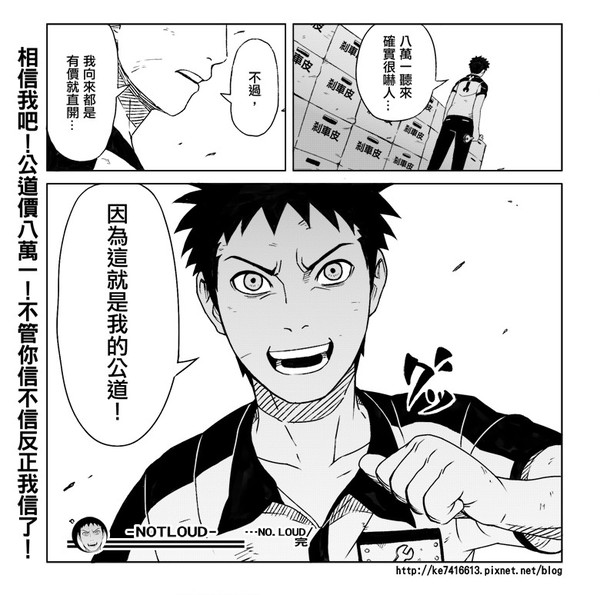 八萬一聽來
確實很嚇人…
剎車皮
剎車皮
剎車皮
剎車皮
剎車皮
不過，
我向來都是
有價就直開…
因為這就是我的公道！
相信我吧！公道價八萬一！不管你信不信反正我信了！
-NOTLOUD-
…NO.LOUD/
完
http://ke7416613.pixnet.net/blog